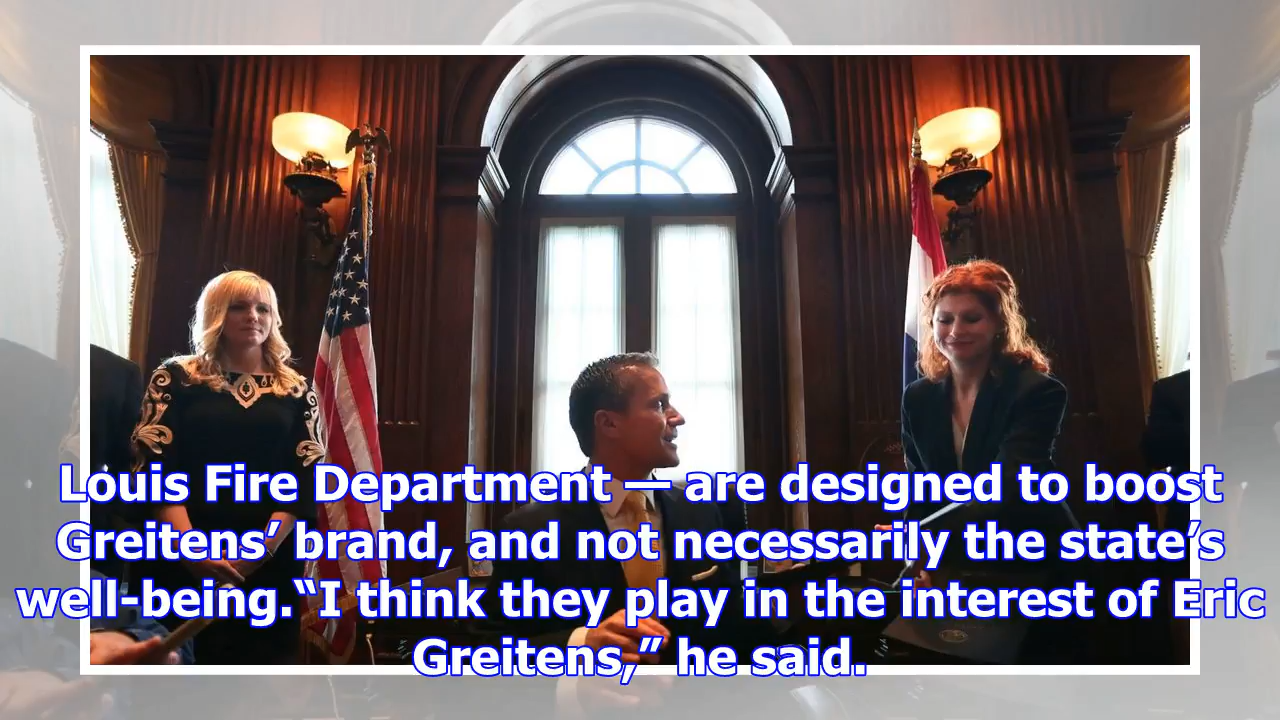 Louis Fire Department — are designed to boost
Greitens’ brand, and not necessarily the state’s
well-being.“I think they play in the interest of Eric
Greitens,” he said.